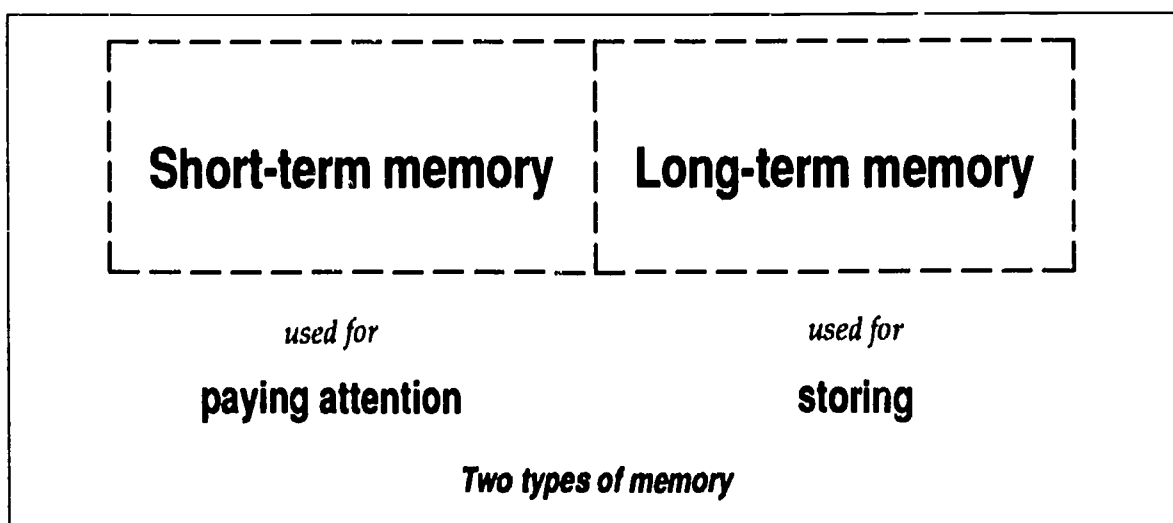 Short-term memory Long-term memory
used for used for
paying attention storing
Two types of memory